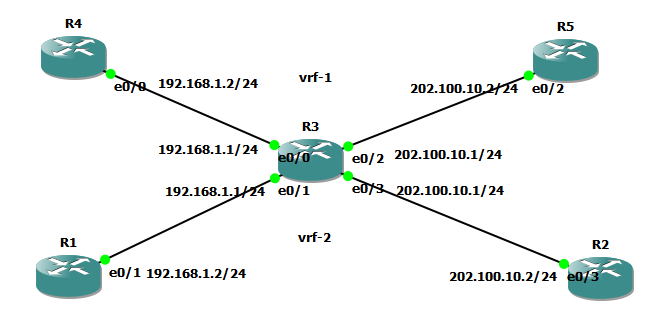 R4
R5
e0/0
192.168.1.2/24
vrf-1
202.100.10.2/24
e0/2
R3
192.168.1.1/24
e0/0
e0/2
202.100.10.1/24
192.168.1.1/24
e0/1
e0/3
202.100.10.1/24
vrf-2
R1
R2
e0/1
192.168.1.2/24
202.100.10.2/24
e0/3